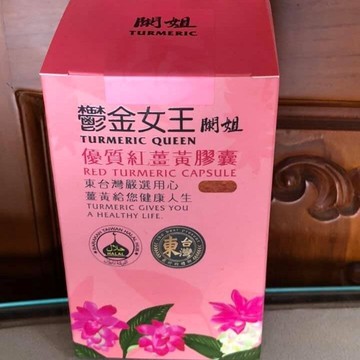 闕姐
TURMERIC
鬱金女王 闕姐
TURMERIC QUEEN
優質紅薑黃膠囊
RED TURMERIC CAPSULE
東台灣嚴選用心
薑黃給您健康人生
TURMERIC GIVES YOU
A HEALTHY LIFE.
HALAL
東台灣